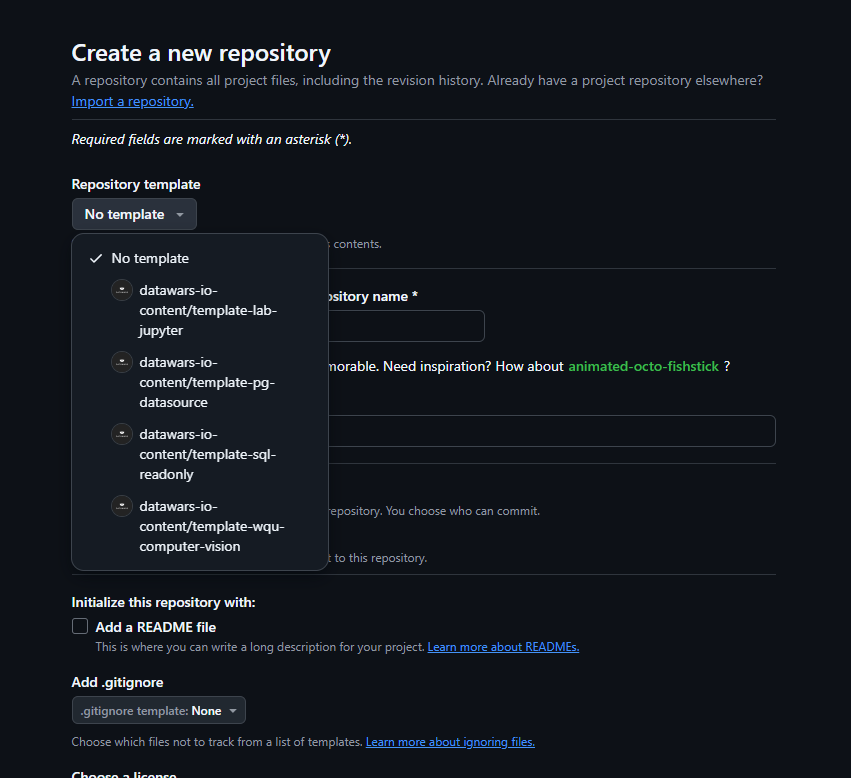 Create a new repository
A repository contains all project files, including the revision history. Already have a project repository elsewhere?
Import a repository.
Required fields are marked with an asterisk (*).
Repository template
No template
contents.
No template
datawars-io-
content/template-lab-
jupyter
ository name *
datawars-io-
content/template-pg-
datasource
morable. Need inspiration? How about animated-octo-fishstick ?
datawars-io-
content/template-sql-
readonly
datawars-io-
content/template-wqu-
computer-vision
repository. You choose who can commit.
t to this repository.
Initialize this repository with:
Add a README file
This is where you can write a long description for your project. Learn more about READMEs.
Add .gitignore
.gitignore template: None
Choose which files not to track from a list of templates. Learn more about ignoring files.
Choose a license